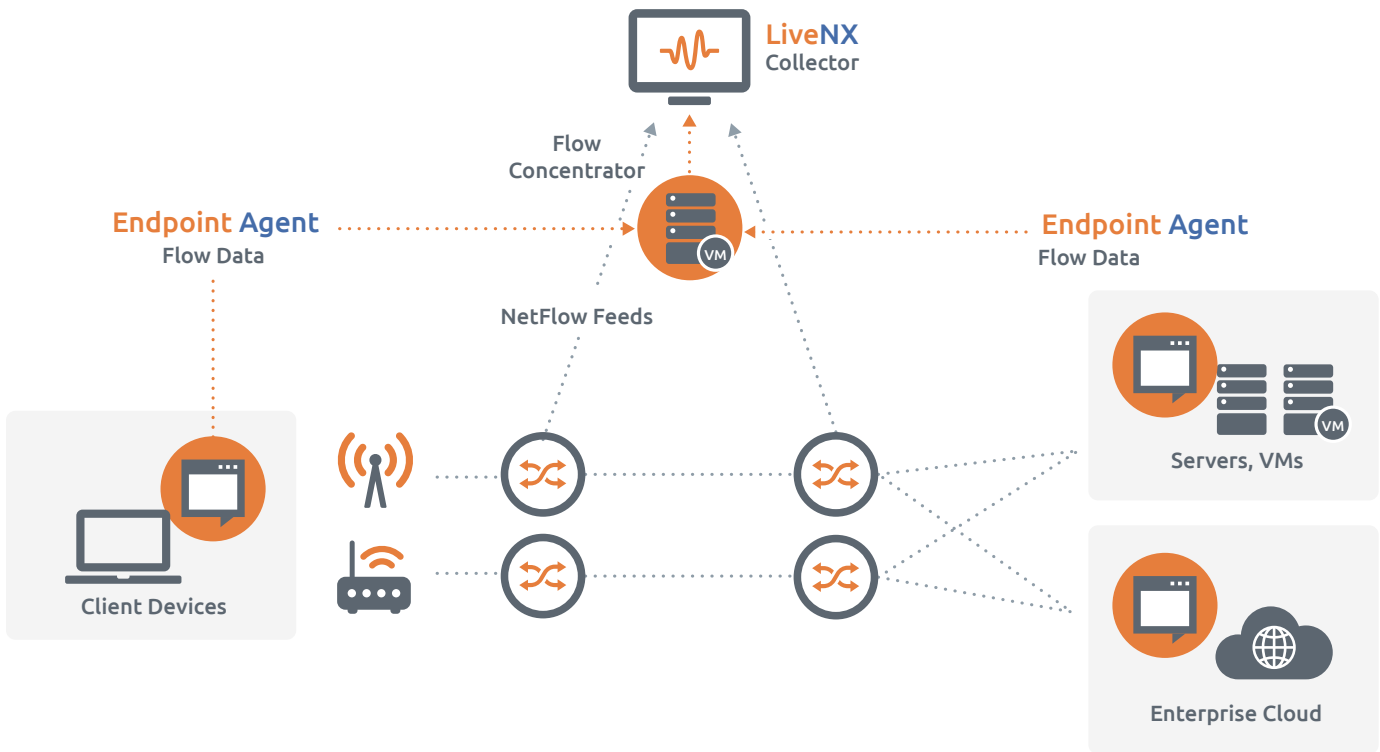 LiveNX
Collector
Flow
Concentrator
Endpoint Agent
Flow Data
VM
Endpoint Agent
Flow Data
NetFlow Feeds
VM
Servers, VMs
Client Devices
Enterprise Cloud